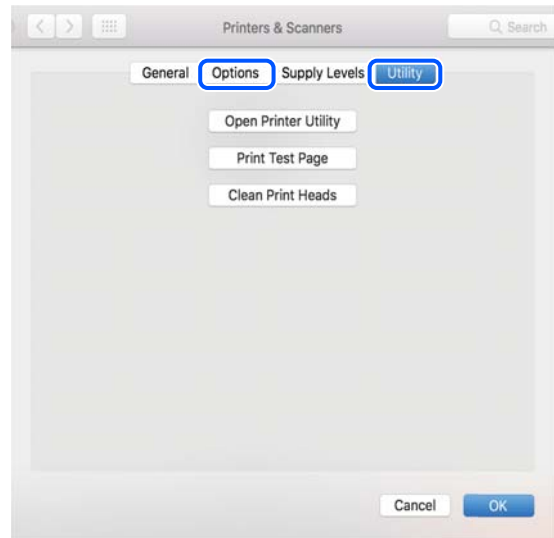 Printers & Scanners Search
General Options Supply Levels Utility
Open Printer Utility
Print Test Page
Clean Print Heads
Cancel OK